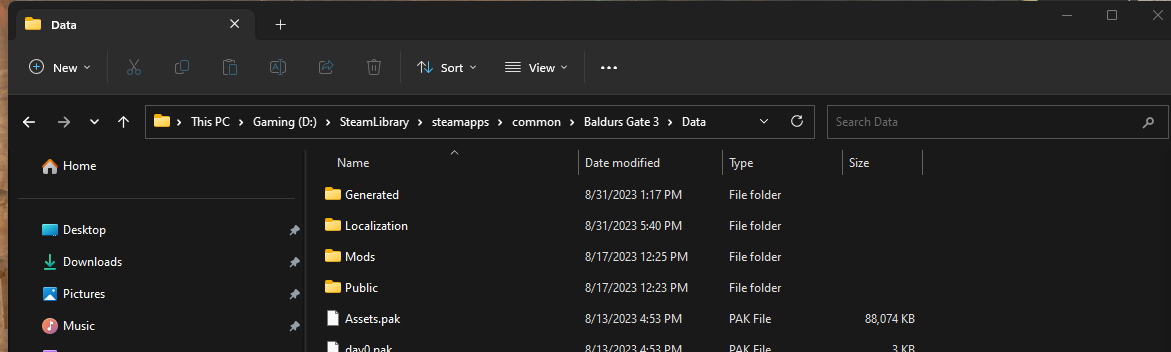 Data
New Sort View
This PC Gaming (D:) SteamLibrary steamapps common Baldurs Gate 3 Data Search Data
Home Name Date modified Type Size
Generated 8/31/2023 1:17 PM File folder
Desktop Localization 8/31/2023 5:40 PM File folder
Downloads Mods 8/17/2023 12:25 PM File folder
Pictures Public 8/17/2023 12:23 PM File folder
Music Assets.pak 8/13/2023 4:53 PM PAK File 88,074 KB
day0.pak 8/13/2023 4:53 PM PAK File 3 KB